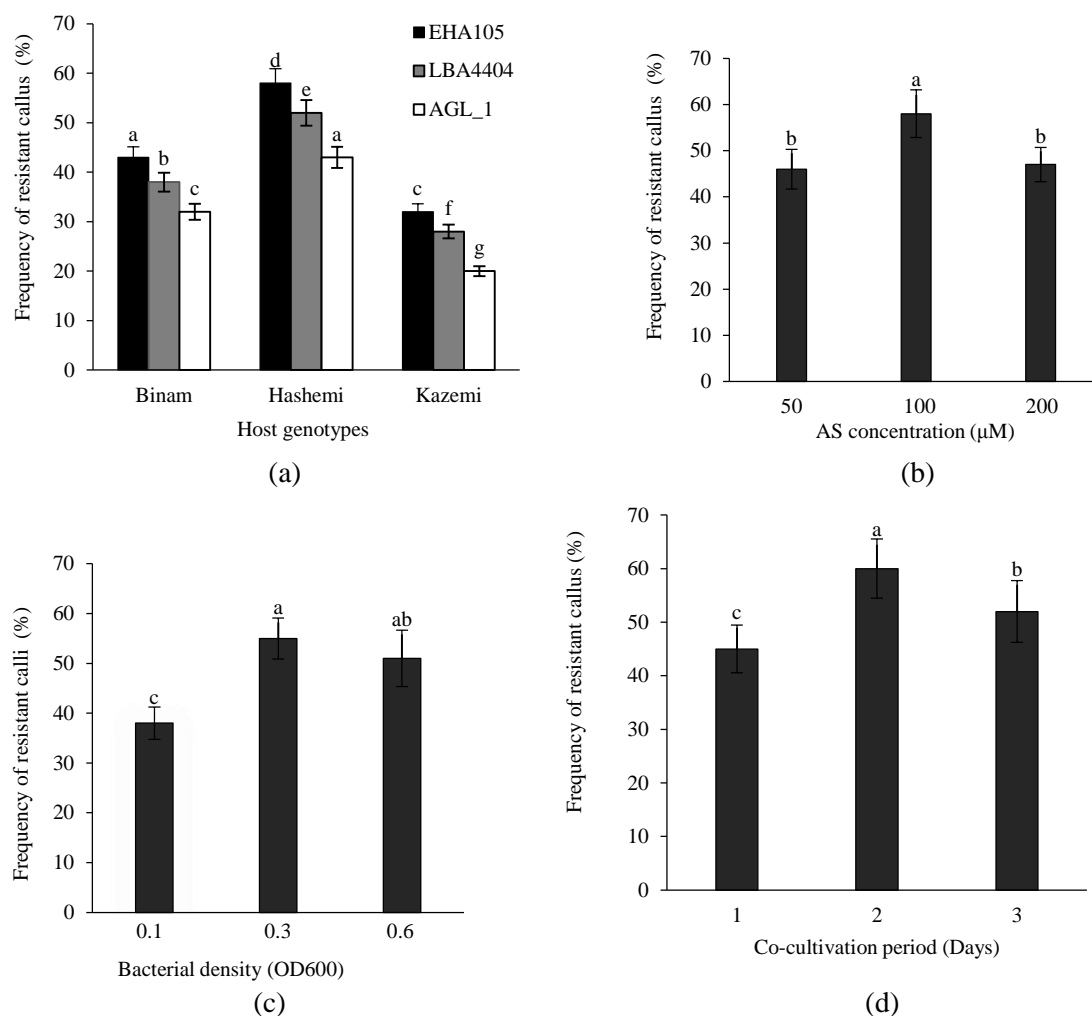 Frequency of resistant callus (%)
70
60
50
40
30
20
10
0
EHA105
LBA4404
AGL_1
a
b
c
d
e
a
c
f
g
Binam Hashemi Kazemi
Host genotypes
(a)
Frequency of resistant callus (%)
80
70
60
50
40
30
20
10
0
b
a
b
50 100 200
AS concentration (µM)
(b)
Frequency of resistant calli (%)
70
60
50
40
30
20
10
0
c
a
ab
0.1 0.3 0.6
Bacterial density (OD600)
(c)
Frequency of resistant callus (%)
70
60
50
40
30
20
10
0
c
a
b
1 2 3
Co-cultivation period (Days)
(d)